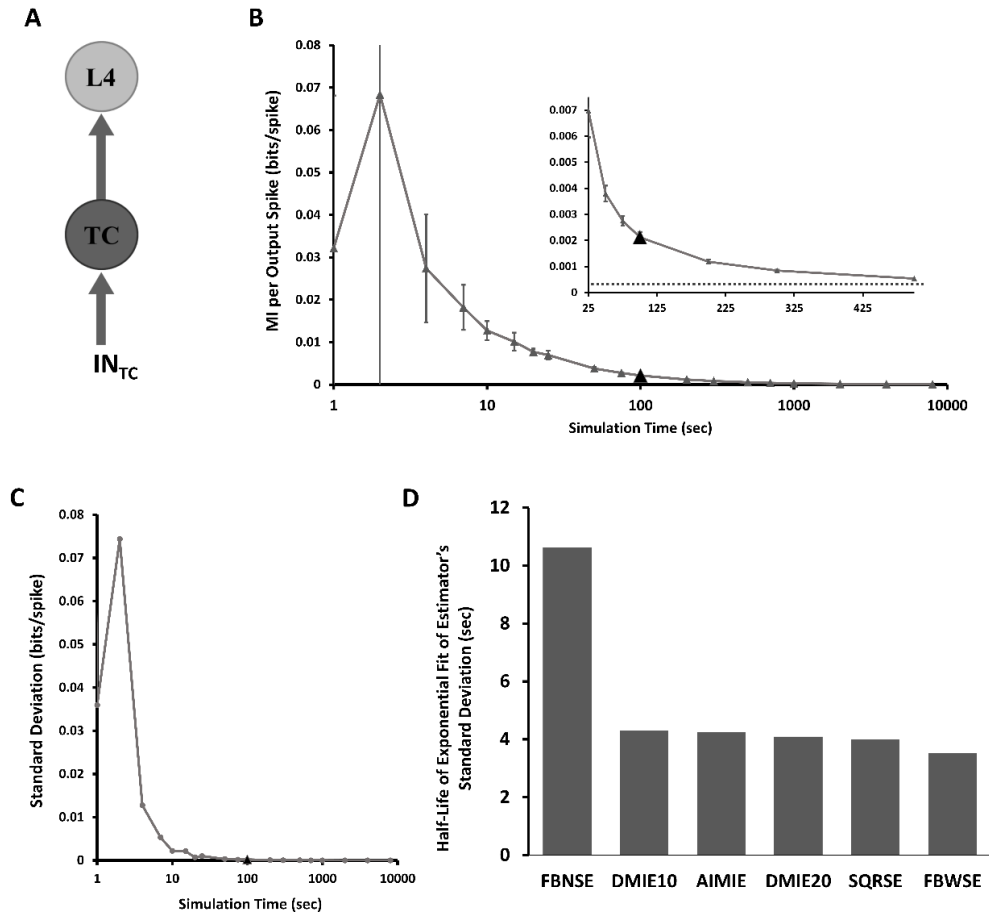 A
L4
TC
IN_TC
B
MI per Output Spike (bits/spike)
0.08
0.07
0.06
0.05
0.04
0.03
0.02
0.01
0
1
10
100
1000
10000
Simulation Time (sec)
0.007
0.006
0.005
0.004
0.003
0.002
0.001
0
25
125
225
325
425
C
Standard Deviation (bits/spike)
0.08
0.07
0.06
0.05
0.04
0.03
0.02
0.01
0
1
10
100
1000
10000
Simulation Time (sec)
D
Half-Life of Exponential Fit of Estimator's
Standard Deviation (sec)
12
10
8
6
4
2
0
FBNSE
DMIE10
AIMIE
DMIE20
SQRSE
FBWSE